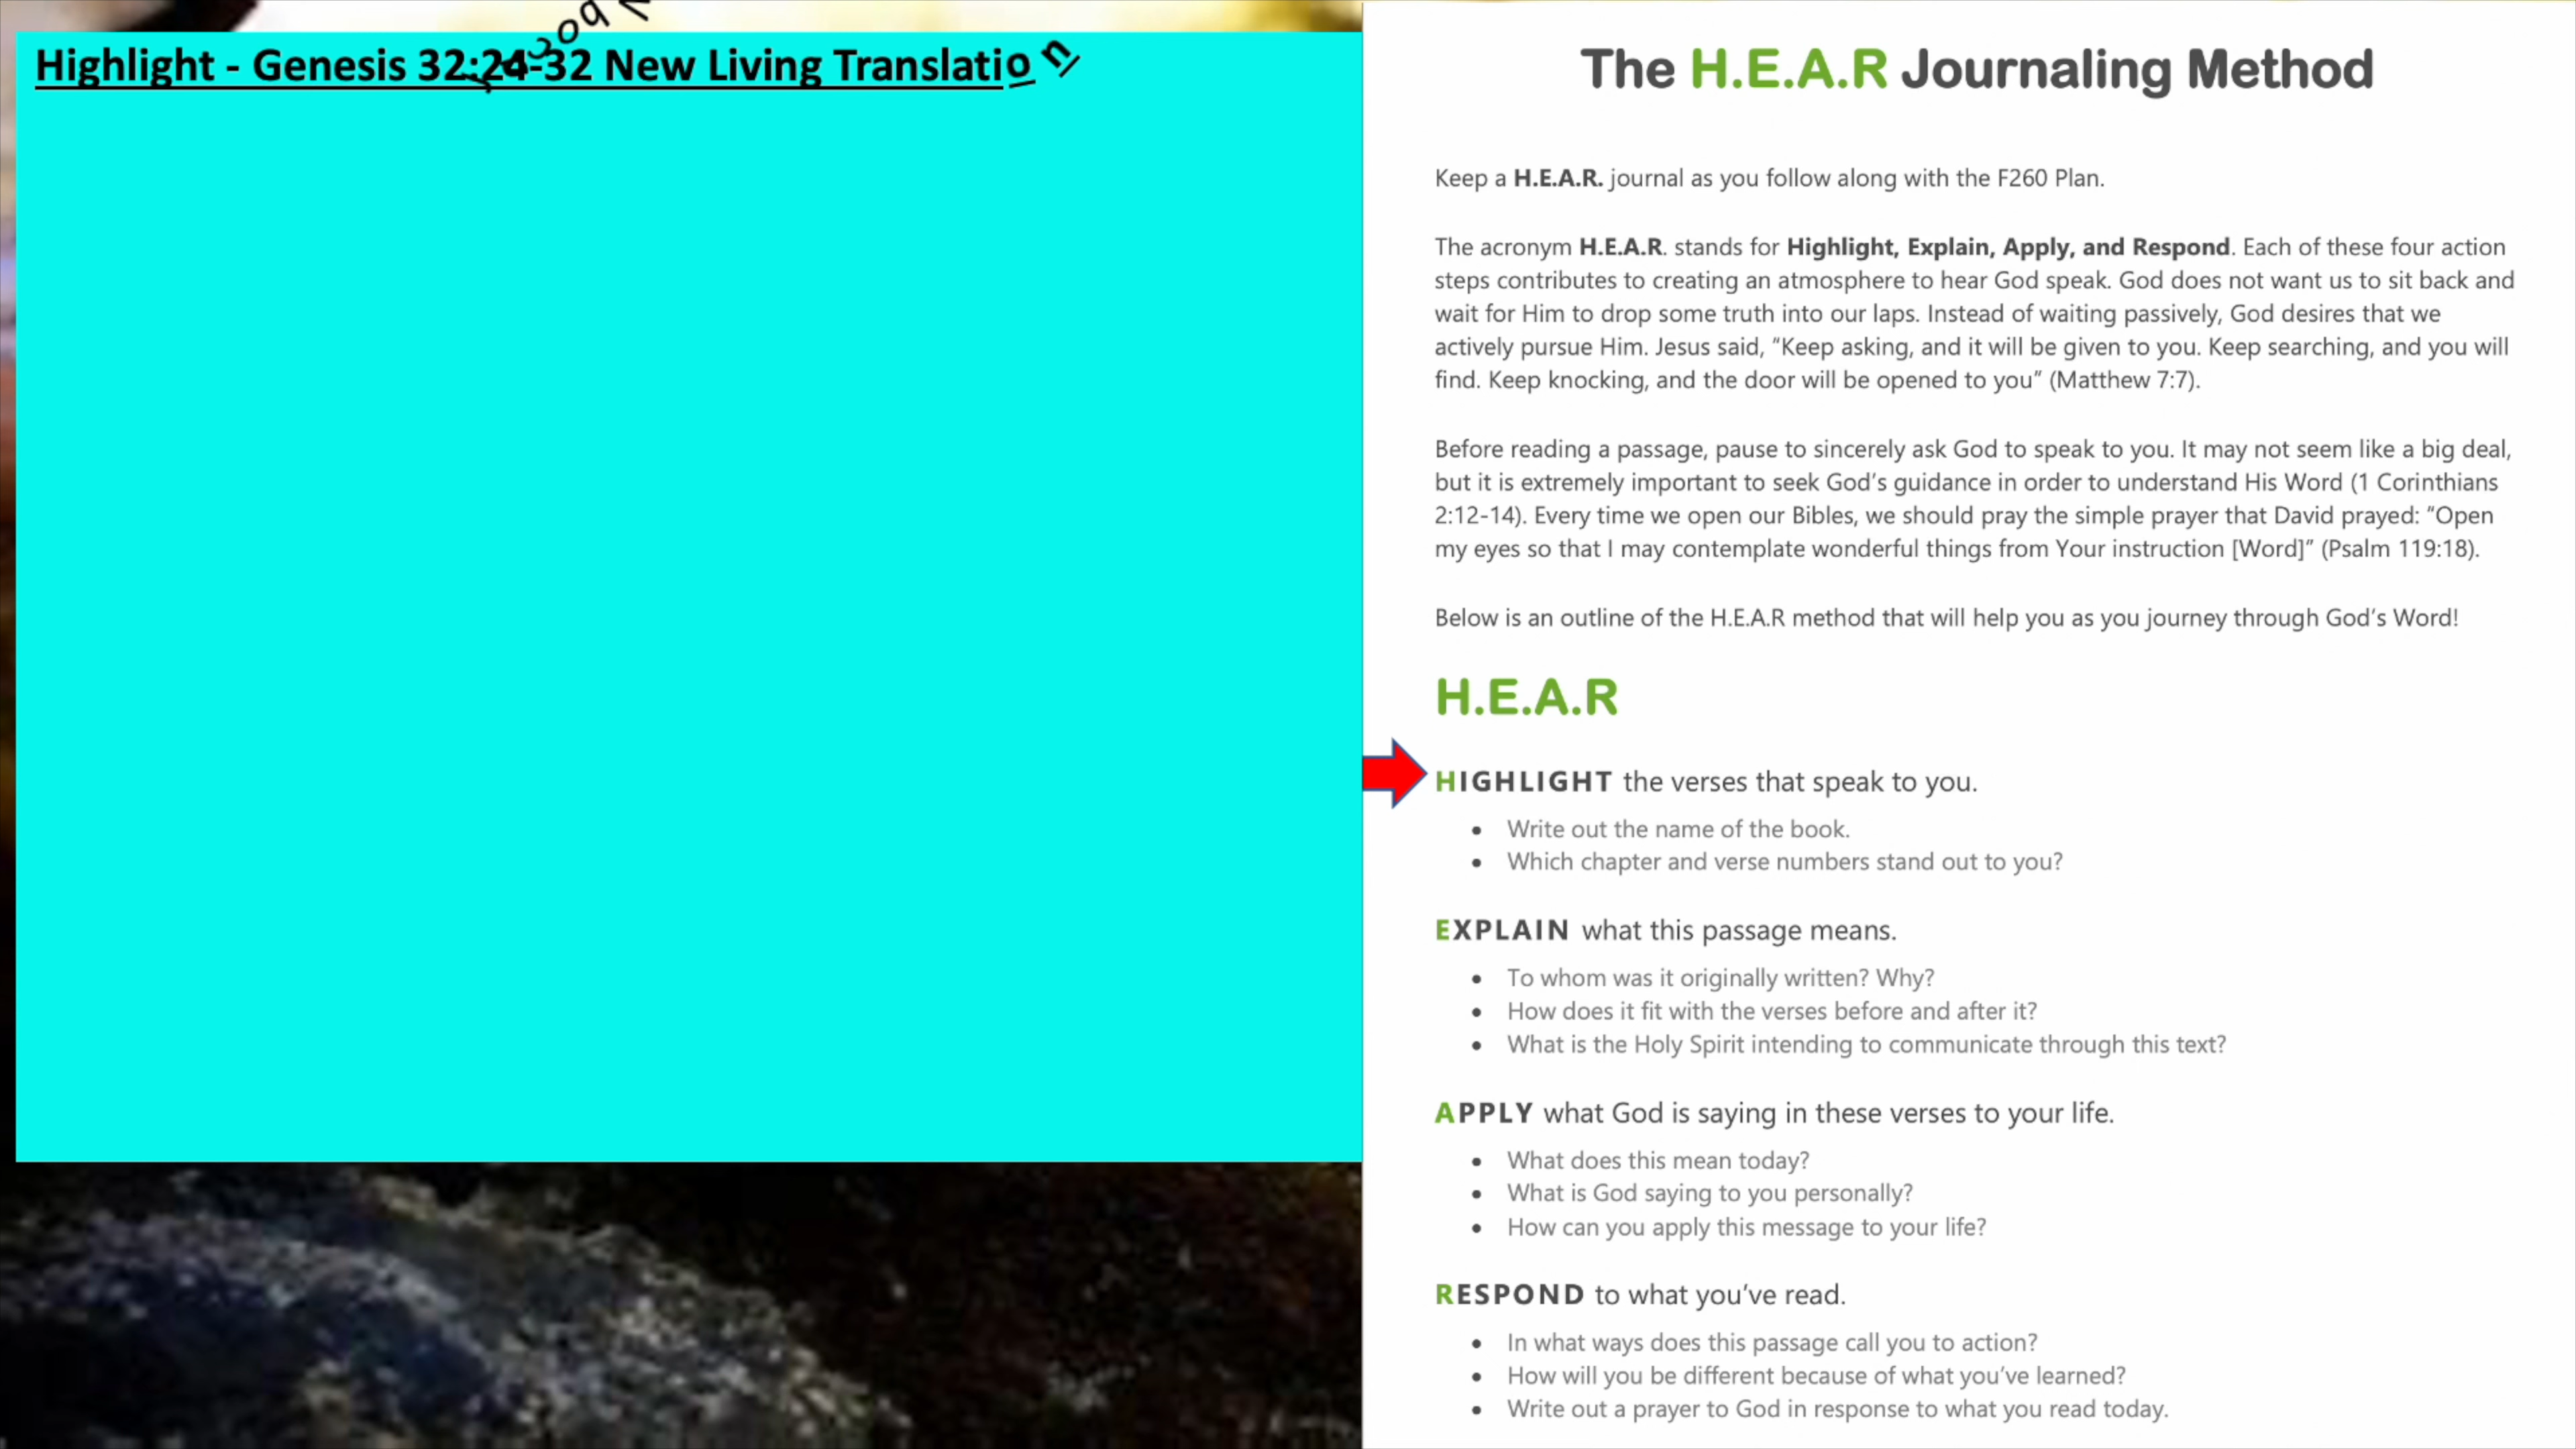 Highlight - Genesis 32:24-32 New Living Translation
The H.E.A.R Journaling Method
Keep a H.E.A.R. journal as you follow along with the F260 Plan.
The acronym H.E.A.R. stands for Highlight, Explain, Apply, and Respond. Each of these four action
steps contributes to creating an atmosphere to hear God speak. God does not want us to sit back and
wait for Him to drop some truth into our laps. Instead of waiting passively, God desires that we
actively pursue Him. Jesus said, “Keep asking, and it will be given to you. Keep searching, and you will
find. Keep knocking, and the door will be opened to you” (Matthew 7:7).
Before reading a passage, pause to sincerely ask God to speak to you. It may not seem like a big deal,
but it is extremely important to seek God’s guidance in order to understand His Word (1 Corinthians
2:12-14). Every time we open our Bibles, we should pray the simple prayer that David prayed: “Open
my eyes so that I may contemplate wonderful things from Your instruction [Word]” (Psalm 119:18).
Below is an outline of the H.E.A.R method that will help you as you journey through God’s Word!
H.E.A.R
HIGHLIGHT the verses that speak to you.
• Write out the name of the book.
• Which chapter and verse numbers stand out to you?
EXPLAIN what this passage means.
• To whom was it originally written? Why?
• How does it fit with the verses before and after it?
• What is the Holy Spirit intending to communicate through this text?
APPLY what God is saying in these verses to your life.
• What does this mean today?
• What is God saying to you personally?
• How can you apply this message to your life?
RESPOND to what you’ve read.
• In what ways does this passage call you to action?
• How will you be different because of what you’ve learned?
• Write out a prayer to God in response to what you read today.